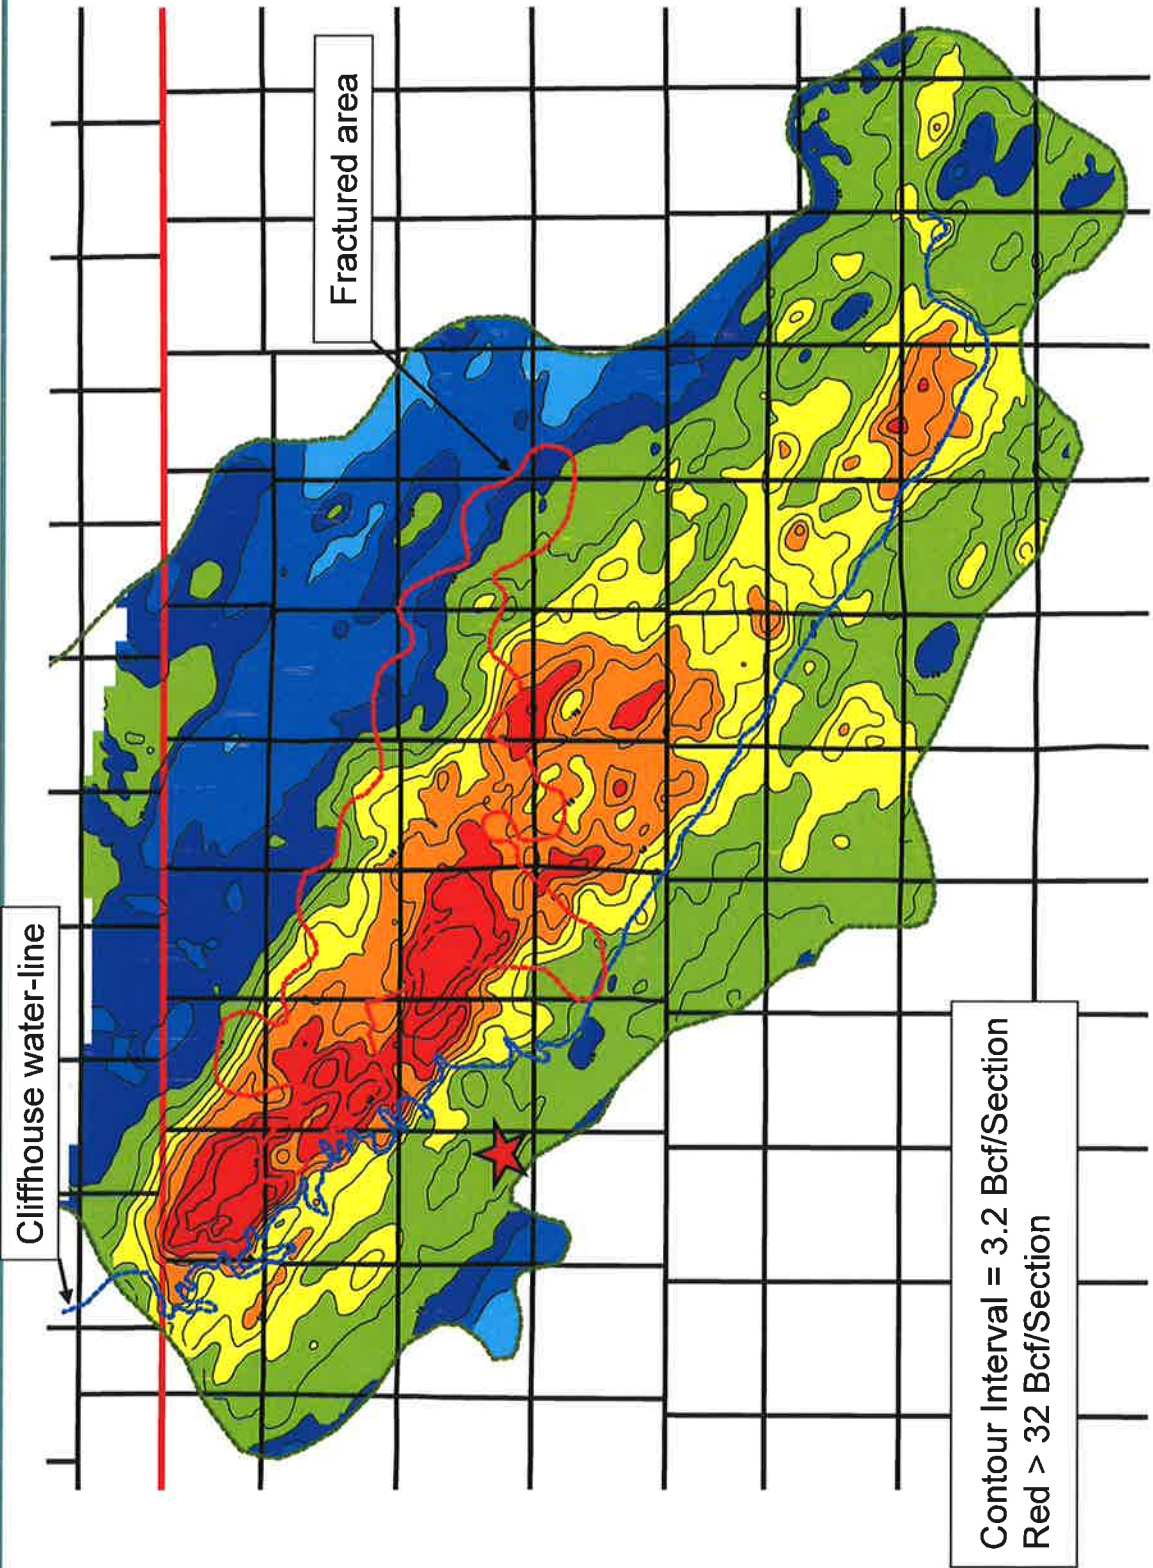 Cliffhouse water-line
Fractured area
Contour Interval = 3.2 Bcf/Section
Red > 32 Bcf/Section